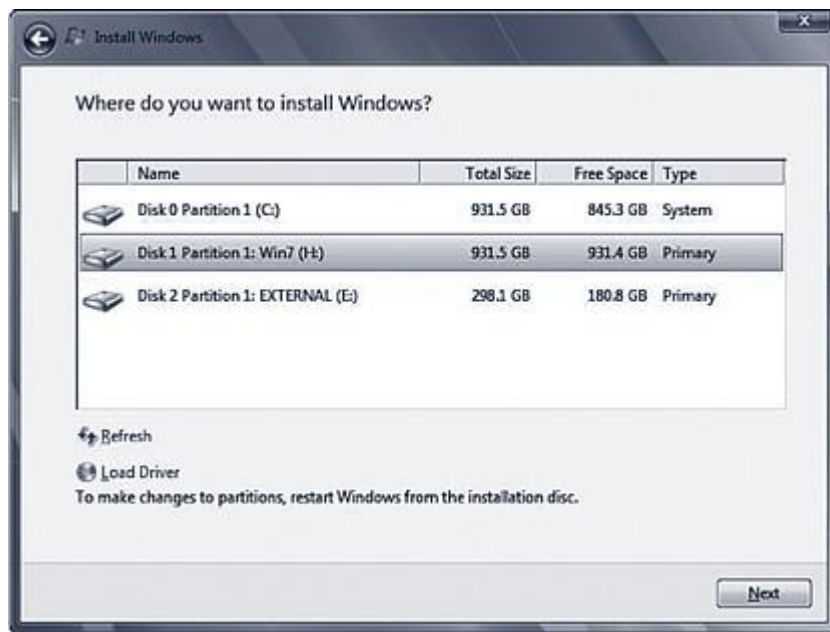 Install Windows
Where do you want to install Windows?
Name Total Size Free Space Type
Disk 0 Partition 1 (C:) 931.5 GB 845.3 GB System
Disk 1 Partition 1: Win7 (H:) 931.5 GB 931.4 GB Primary
Disk 2 Partition 1: EXTERNAL (E:) 298.1 GB 180.8 GB Primary
Refresh
Load Driver
To make changes to partitions, restart Windows from the installation disc.
Next